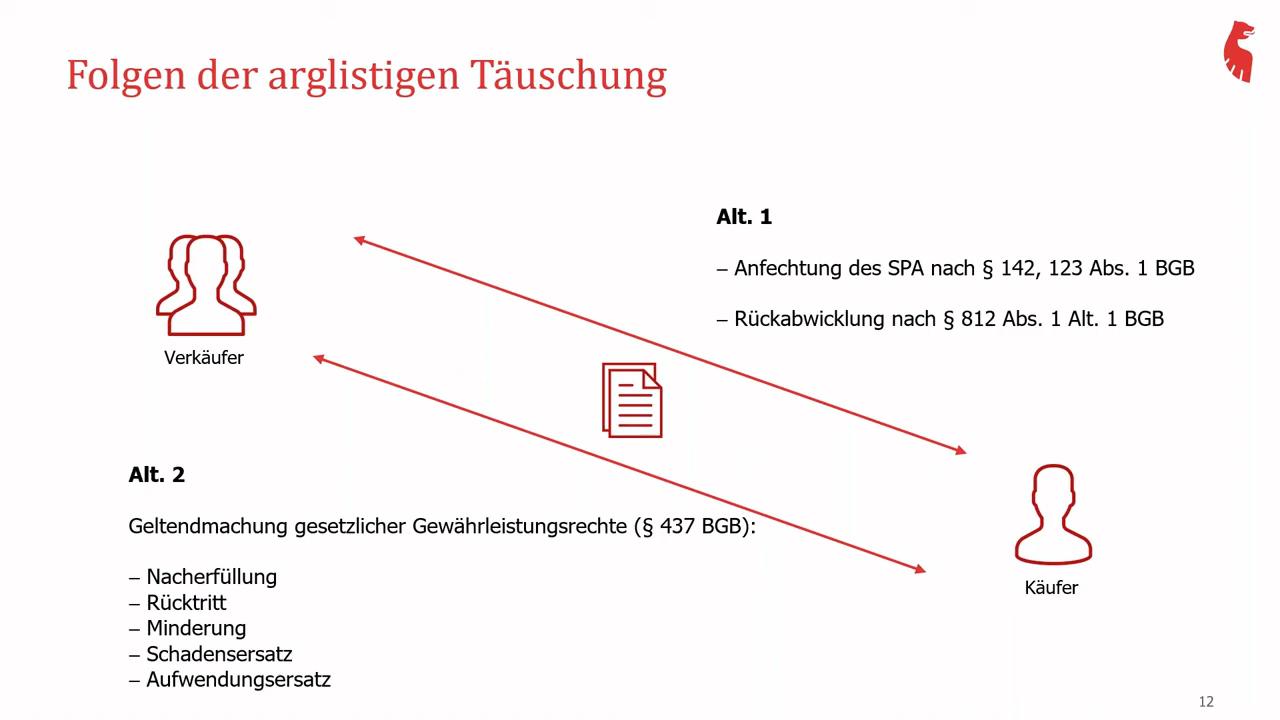 Folgen der arglistigen Täuschung
Alt. 1
– Anfechtung des SPA nach § 142, 123 Abs. 1 BGB
– Rückabwicklung nach § 812 Abs. 1 Alt. 1 BGB
Verkäufer
Alt. 2
Geltendmachung gesetzlicher Gewährleistungsrechte (§ 437 BGB):
– Nacherfüllung
– Rücktritt
– Minderung
– Schadensersatz
– Aufwendungsersatz
Käufer
12